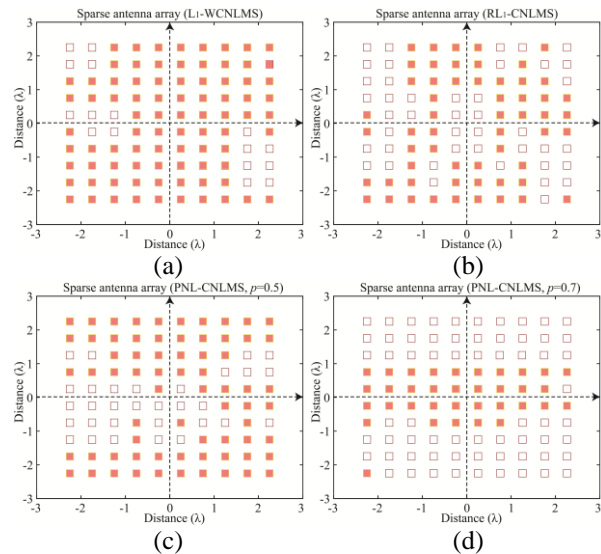 Sparse antenna array (L1-WCNLMS)
Sparse antenna array (RL1-CNLMS)
3
2
1
0
-1
-2
-3
Distance (λ)
-3 -2 -1 0 1 2 3
Distance (λ)
(a)
3
2
1
0
-1
-2
-3
Distance (λ)
-3 -2 -1 0 1 2 3
Distance (λ)
(b)
Sparse antenna array (PNL-CNLMS, p=0.5)
Sparse antenna array (PNL-CNLMS, p=0.7)
3
2
1
0
-1
-2
-3
Distance (λ)
-3 -2 -1 0 1 2 3
Distance (λ)
(c)
3
2
1
0
-1
-2
-3
Distance (λ)
-3 -2 -1 0 1 2 3
Distance (λ)
(d)